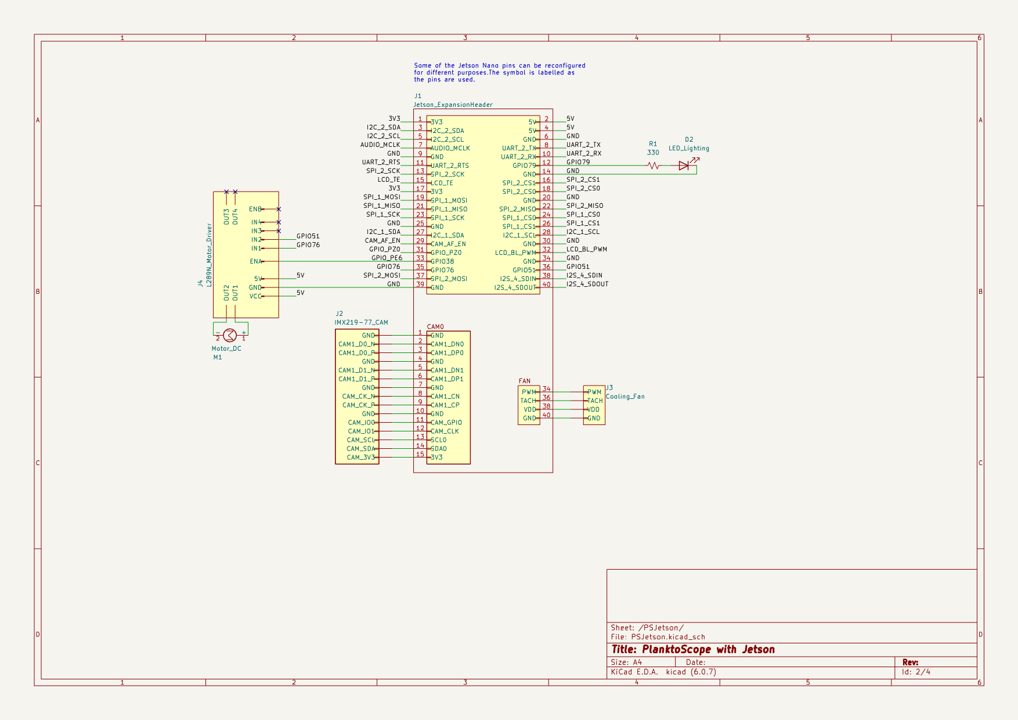 1 2 3 4 5 6
Some of the Jetson Nano pins can be reconfigured
for different purposes.The symbol is labelled as
the pins are used.
J1
Jetson_ExpansionHeader
3V3 1 3V3 5V 2 5V
I2C_2_SDA 3 I2C_2_SDA 5V 4 5V
I2C_2_SCL 5 I2C_2_SCL GND 6 GND
AUDIO_MCLK 7 AUDIO_MCLK UART_2_TX 8 UART_2_TX
GND 9 GND UART_2_RX 10 UART_2_RX
UART_2_RTS 11 UART_2_RTS GPIO79 12 GPIO79
SPI_2_SCK 13 SPI_2_SCK GND 14 GND
LCD_TE 15 LCD_TE SPI_2_CS1 16 SPI_2_CS1
3V3 17 3V3 SPI_2_CS0 18 SPI_2_CS0
SPI_1_MOSI 19 SPI_1_MOSI GND 20 GND
SPI_1_MISO 21 SPI_1_MISO SPI_2_MISO 22 SPI_2_MISO
SPI_1_SCK 23 SPI_1_SCK SPI_1_CS0 24 SPI_1_CS0
GND 25 GND SPI_1_CS1 26 SPI_1_CS1
I2C_1_SDA 27 I2C_1_SDA I2C_1_SCL 28 I2C_1_SCL
CAM_AF_EN 29 CAM_AF_EN GND 30 GND
GPIO_PZ0 31 GPIO_PZ0 LCD_BL_PWM 32 LCD_BL_PWM
GPIO_PE6 33 GPIO38 GND 34 GND
GPIO76 35 GPIO76 GPIO51 36 GPIO51
SPI_2_MOSI 37 SPI_2_MOSI I2S_4_SDIN 38 I2S_4_SDIN
GND 39 GND I2S_4_SDOUT 40 I2S_4_SDOUT
R1
330
D2
LED_Lighting
J4
L289N_Motor_Driver
OUT3
OUT4
ENB
IN4
IN3
IN2 GPIO51
IN1 GPIO76
ENA
5V 5V
GND
VCC 5V
OUT2
OUT1
- +
2 1
Motor_DC
M1
J2
IMX219-77_CAM
CAM0
GND 1 GND
CAM1_D0_N 2 CAM1_DN0
CAM1_D0_P 3 CAM1_DP0
GND 4 GND
CAM1_D1_N 5 CAM1_DN1
CAM1_D1_P 6 CAM1_DP1
GND 7 GND
CAM_CK_N 8 CAM1_CN
CAM_CK_P 9 CAM1_CP
GND 10 GND
CAM_IO0 11 CAM_GPIO
CAM_IO1 12 CAM_CLK
CAM_SCL 13 SCL0
CAM_SDA 14 SDA0
CAM_3V3 15 3V3
FAN
J3
Cooling_Fan
PWM 34 PWM
TACH 36 TACH
VDD 38 VDD
GND 40 GND
A A
B B
C C
D D
Sheet: /PSJetson/
File: PSJetson.kicad_sch
Title: PlanktoScope with Jetson
Size: A4 Date: Rev:
KiCad E.D.A. kicad (6.0.7) Id: 2/4
1 2 3 4 5 6